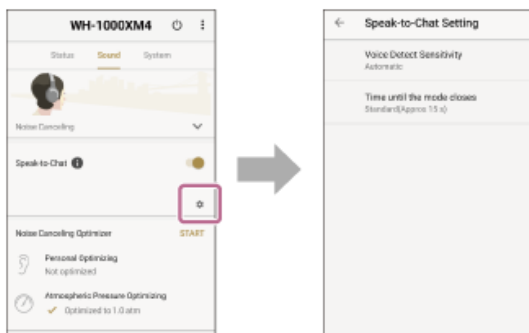 WH-1000XM4
Status Sound System
Noise Canceling
Speak-to-Chat
Noise Canceling Optimizer START
Personal Optimizing
Not optimized
Atmospheric Pressure Optimizing
Optimized to 1.0 atm
Speak-to-Chat Setting
Voice Detect Sensitivity
Automatic
Time until the mode closes
Standard(Approx 15 s)